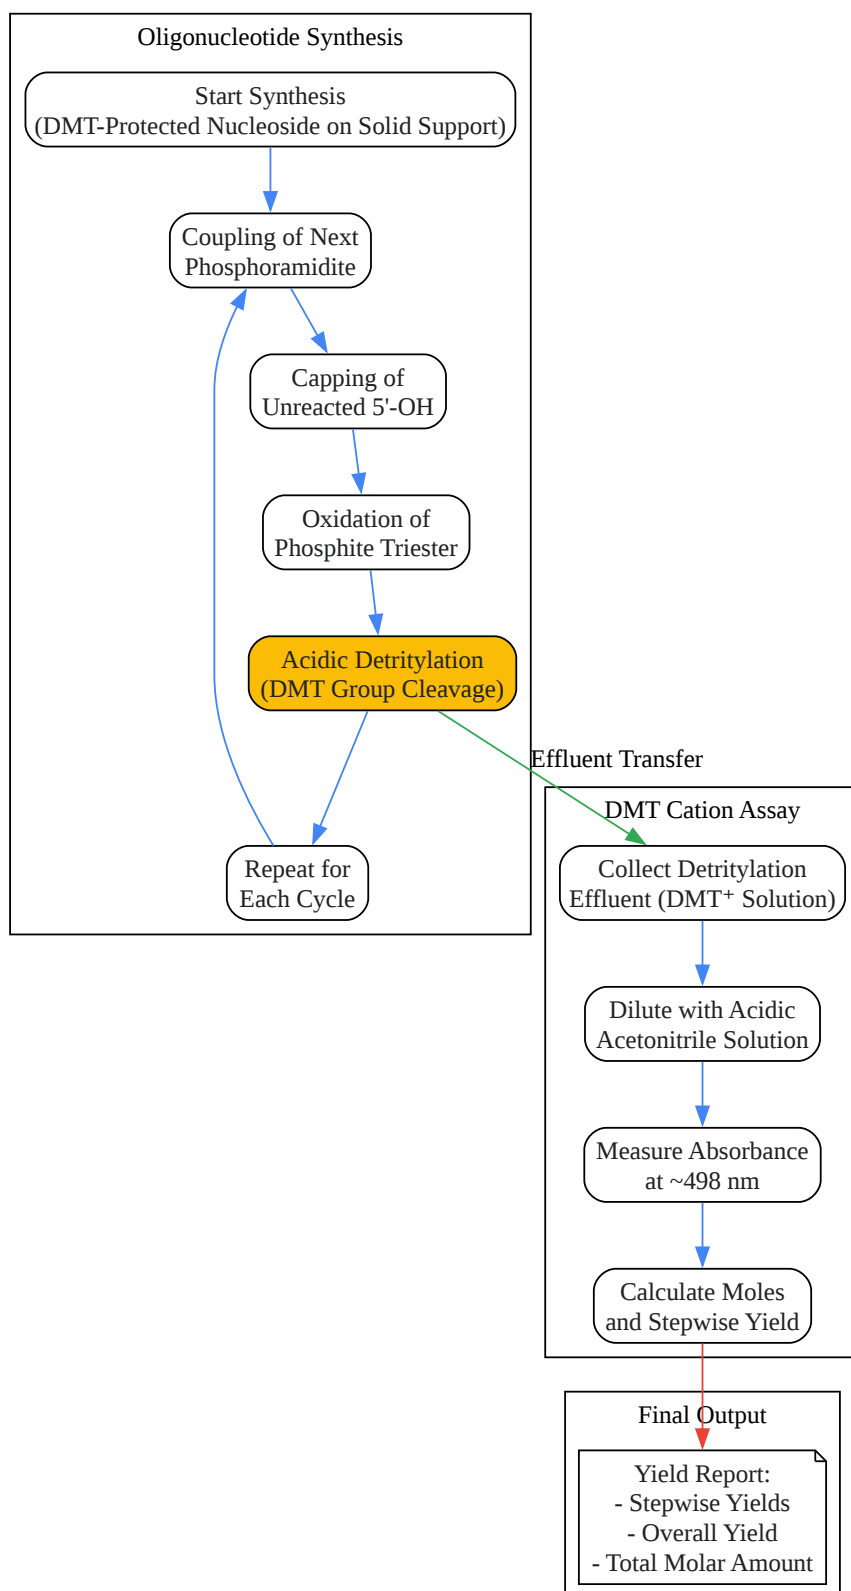 Oligonucleotide Synthesis
Start Synthesis
(DMT-Protected Nucleoside on Solid Support)
Coupling of Next
Phosphoramidite
Capping of
Unreacted 5'-OH
Oxidation of
Phosphite Triester
Acidic Detritylation
(DMT Group Cleavage)
Effluent Transfer
Repeat for
Each Cycle
DMT Cation Assay
Collect Detritylation
Effluent (DMT⁺ Solution)
Dilute with Acidic
Acetonitrile Solution
Measure Absorbance
at ~498 nm
Calculate Moles
and Stepwise Yield
Final Output
Yield Report:
- Stepwise Yields
- Overall Yield
- Total Molar Amount